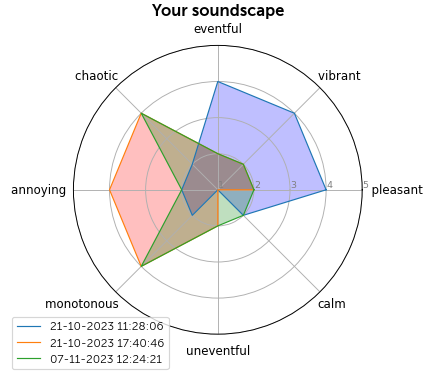 Your soundscape
eventful
chaotic
vibrant
annoying
2
3
4
5
pleasant
monotonous
calm
uneventful
21-10-2023 11:28:06
21-10-2023 17:40:46
07-11-2023 12:24:21